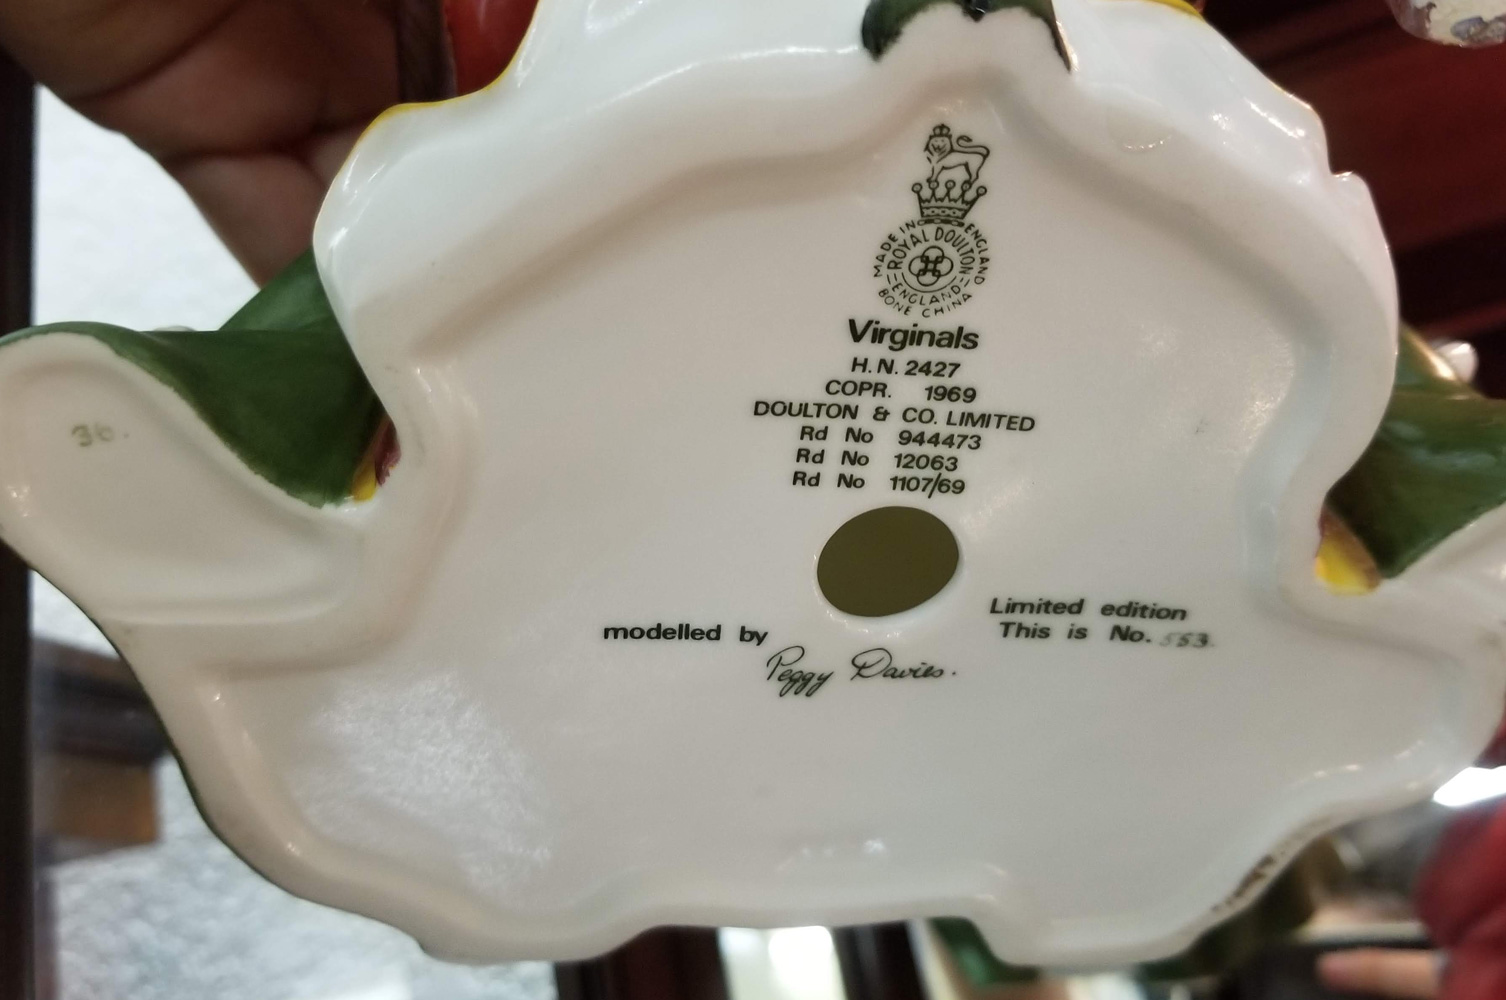 MADE IN ENGLAND
ROYAL DOULTON
ENGLAND
BONE CHINA
Virginals
H.N. 2427
COPR. 1969
DOULTON & CO. LIMITED
Rd No 944473
Rd No 12063
Rd No 1107/69
36.
Limited edition
This is No. 553.
modelled by
Peggy Davies.